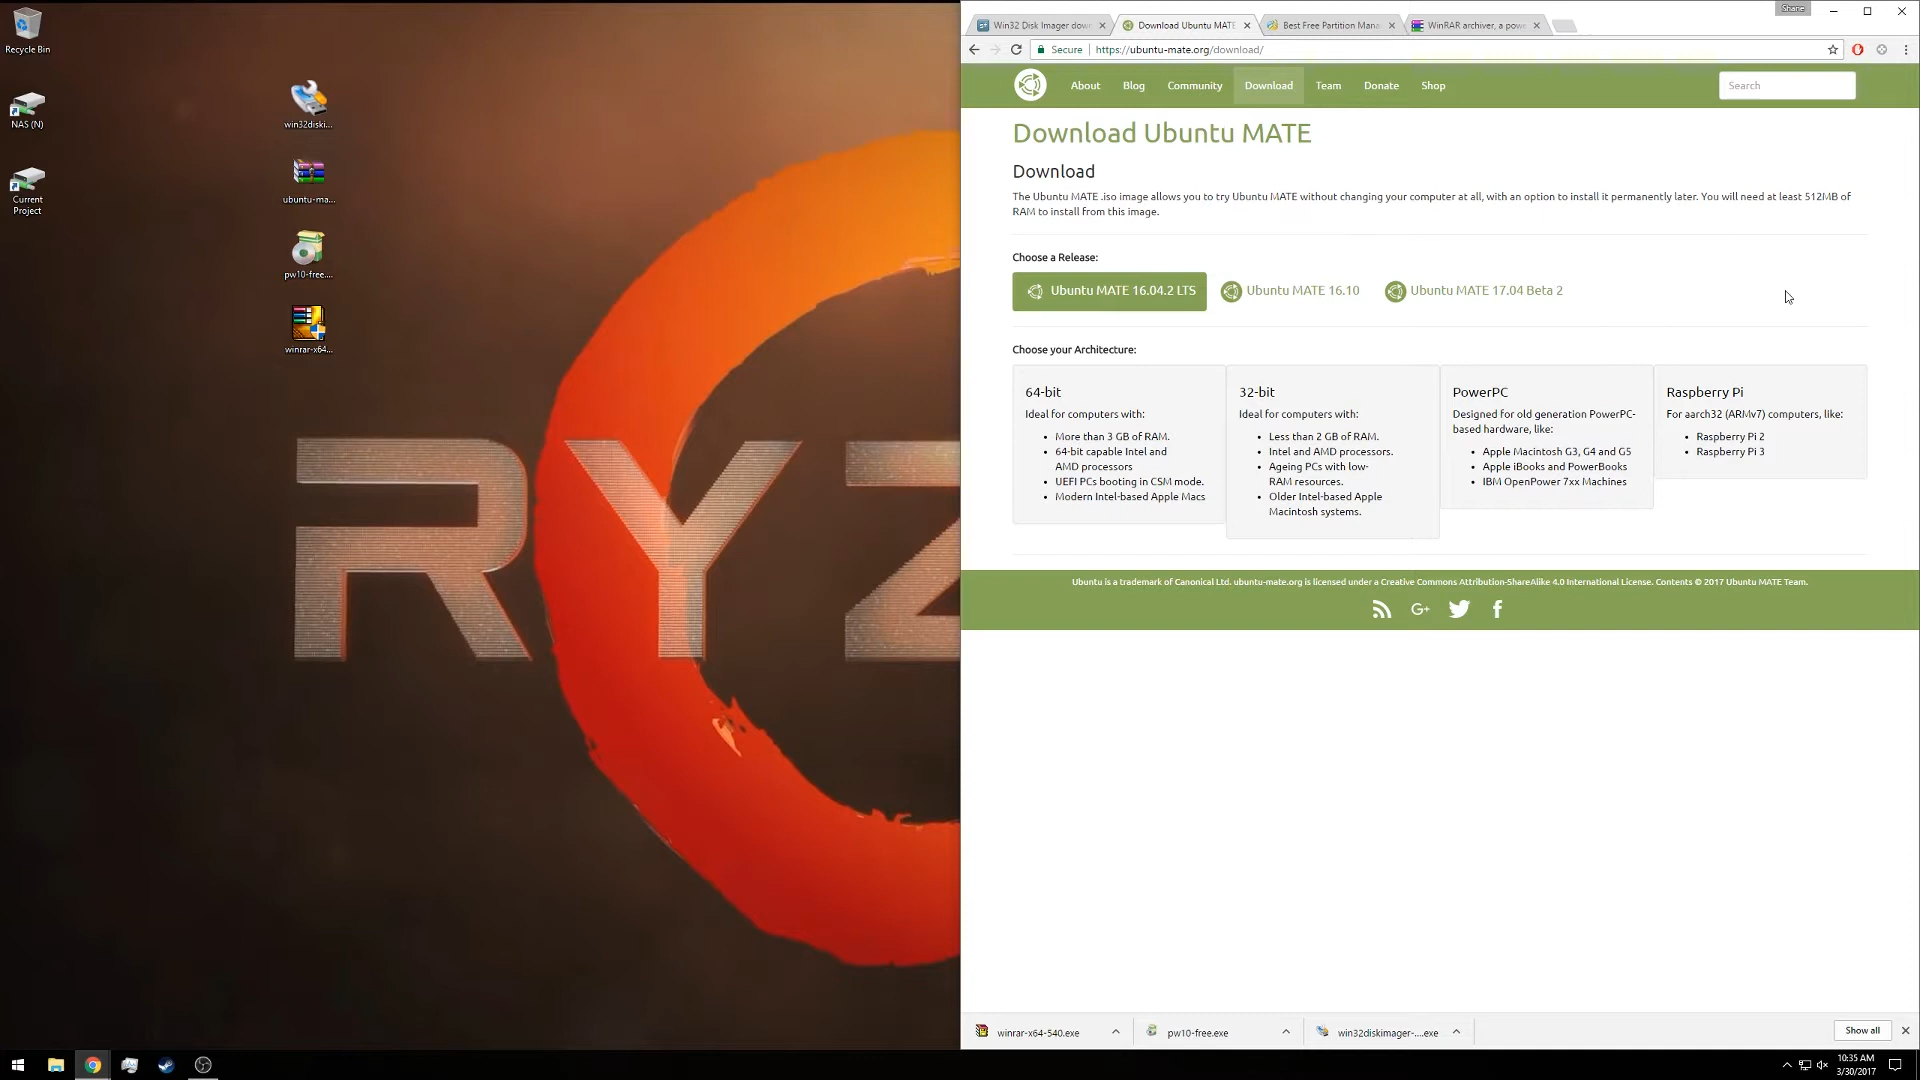 Recycle Bin
NAS (N)
Current
Project
win32diski...
ubuntu-ma...
pw10-free....
winrar-x64...
RYZ
Share
Win32 Disk Imager down
Download Ubuntu MATE
Best Free Partition Mana
WinRAR archiver, a pow
Secure
https://ubuntu-mate.org/download/
About
Blog
Community
Download
Team
Donate
Shop
Search
Download Ubuntu MATE
Download
The Ubuntu MATE .iso image allows you to try Ubuntu MATE without changing your computer at all, with an option to install it permanently later. You will need at least 512MB of
RAM to install from this image.
Choose a Release:
Ubuntu MATE 16.04.2 LTS
Ubuntu MATE 16.10
Ubuntu MATE 17.04 Beta 2
Choose your Architecture:
64-bit
Ideal for computers with:
More than 3 GB of RAM.
64-bit capable Intel and
AMD processors
UEFI PCs booting in CSM mode.
Modern Intel-based Apple Macs
32-bit
Ideal for computers with:
Less than 2 GB of RAM.
Intel and AMD processors.
Ageing PCs with low-
RAM resources.
Older Intel-based Apple
Macintosh systems.
PowerPC
Designed for old generation PowerPC-
based hardware, like:
Apple Macintosh G3, G4 and G5
Apple iBooks and PowerBooks
IBM OpenPower 7xx Machines
Raspberry Pi
For aarch32 (ARMv7) computers, like:
Raspberry Pi 2
Raspberry Pi 3
Ubuntu is a trademark of Canonical Ltd. ubuntu-mate.org is licensed under a Creative Commons Attribution-ShareAlike 4.0 International License. Contents © 2017 Ubuntu MATE Team.
G+
winrar-x64-540.exe
pw10-free.exe
win32diskimager-....exe
Show all
10:35 AM
3/30/2017